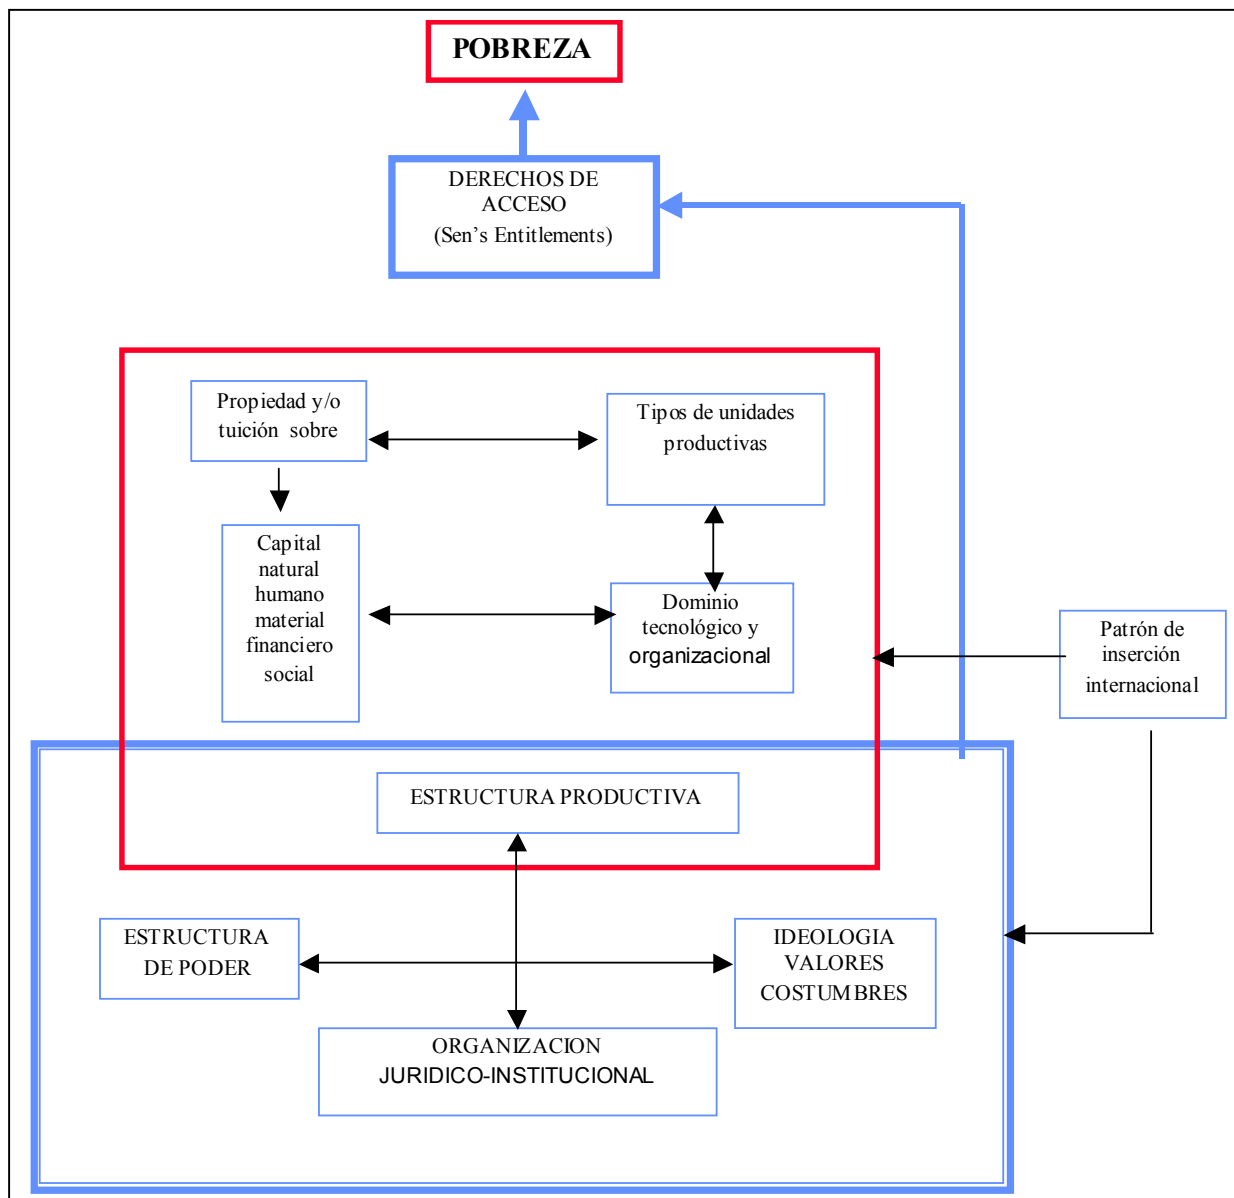 POBREZA
DERECHOS DE
ACCESO
(Sen’s Entitlements)
Propiedad y/o
tuición sobre
Tipos de unidades
productivas
Capital
natural
humano
material
financiero
social
Dominio
tecnológico y
organizacional
Patrón de
inserción
internacional
ESTRUCTURA PRODUCTIVA
ESTRUCTURA
DE PODER
IDEOLOGIA
VALORES
COSTUMBRES
ORGANIZACION
JURIDICO-INSTITUCIONAL